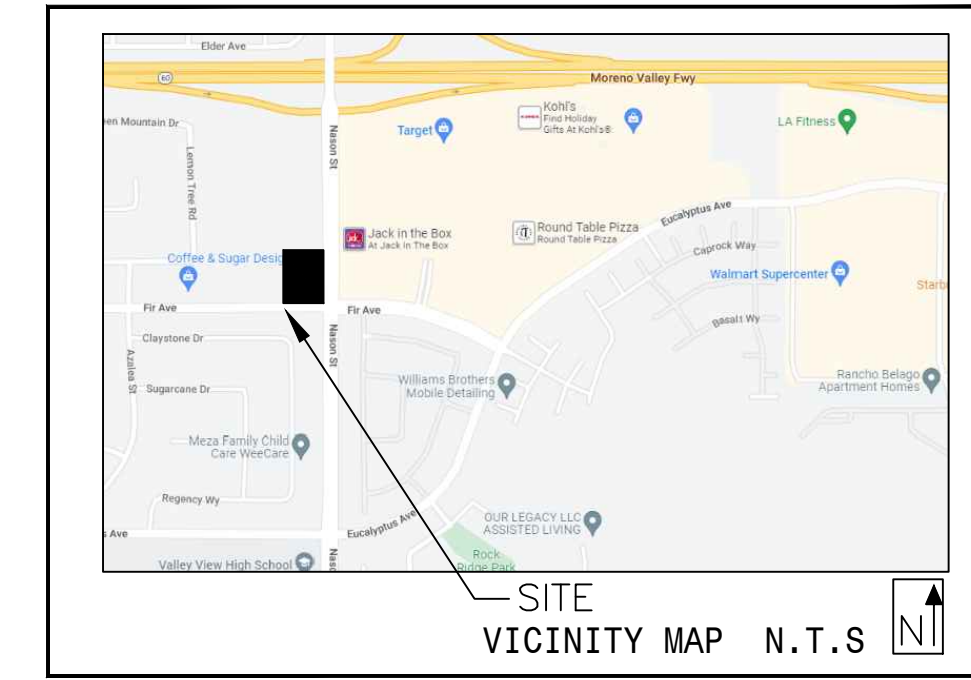 Elder Ave
60
Moreno Valley Fwy
Kohl's
Find Holiday
Gifts At Kohl's®
Target
LA Fitness
en Mountain Dr
Nason St
Lemon Tree Rd
Eucalyptus Ave
Jack in the Box
At Jack In The Box
Round Table Pizza
Round Table Pizza
Caprock Way
Coffee & Sugar Desig
Walmart Supercenter
Starb
Fir Ave
Fir Ave
Basalt Wy
Claystone Dr
Nason St
Azalea St
Sugarcane Dr
Williams Brothers
Mobile Detailing
Rancho Belago
Apartment Homes
Meza Family Child
Care WeeCare
Regency Wy
s Ave
Eucalyptus Ave
OUR LEGACY LLC
ASSISTED LIVING
Valley View High School
Naso
Rock
Ridge Park
SITE
VICINITY MAP N.T.S
N